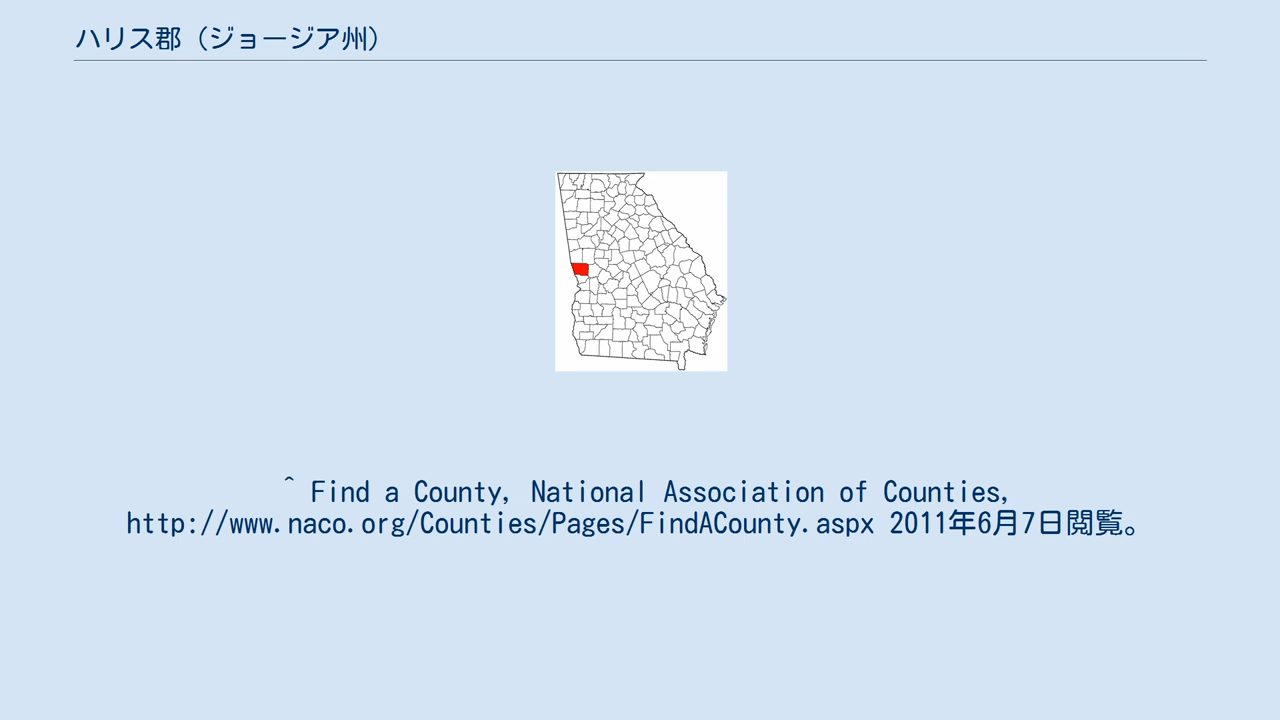 ハリス郡（ジョージア州）
^ Find a County, National Association of Counties,
http://www.naco.org/Counties/Pages/FindACounty.aspx 2011年6月7日閲覧。